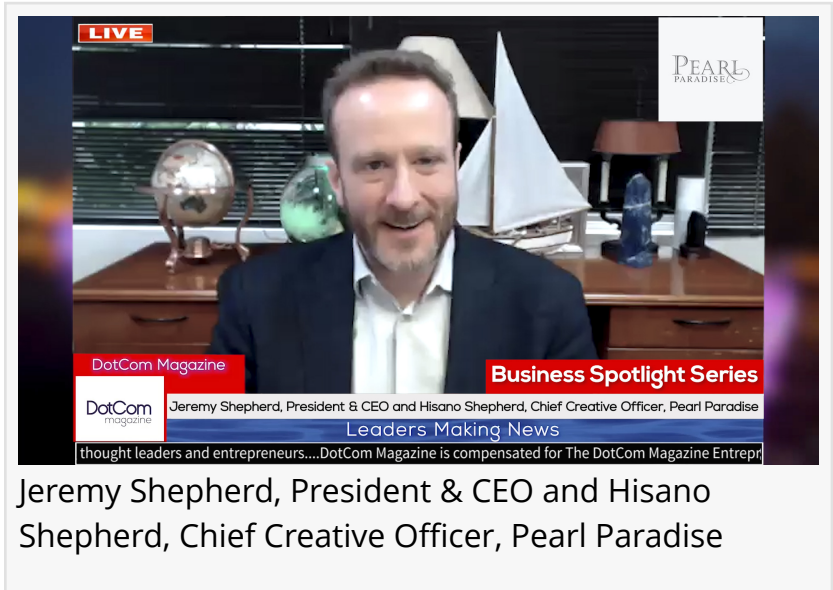 LIVE
PEARL
PARADISE
DotCom Magazine
Business Spotlight Series
DotCom
magazine
Jeremy Shepherd, President & CEO and Hisano Shepherd, Chief Creative Officer, Pearl Paradise
Leaders Making News
thought leaders and entrepreneurs....DotCom Magazine is compensated for The DotCom Magazine Entrepr
Jeremy Shepherd, President & CEO and Hisano
Shepherd, Chief Creative Officer, Pearl Paradise